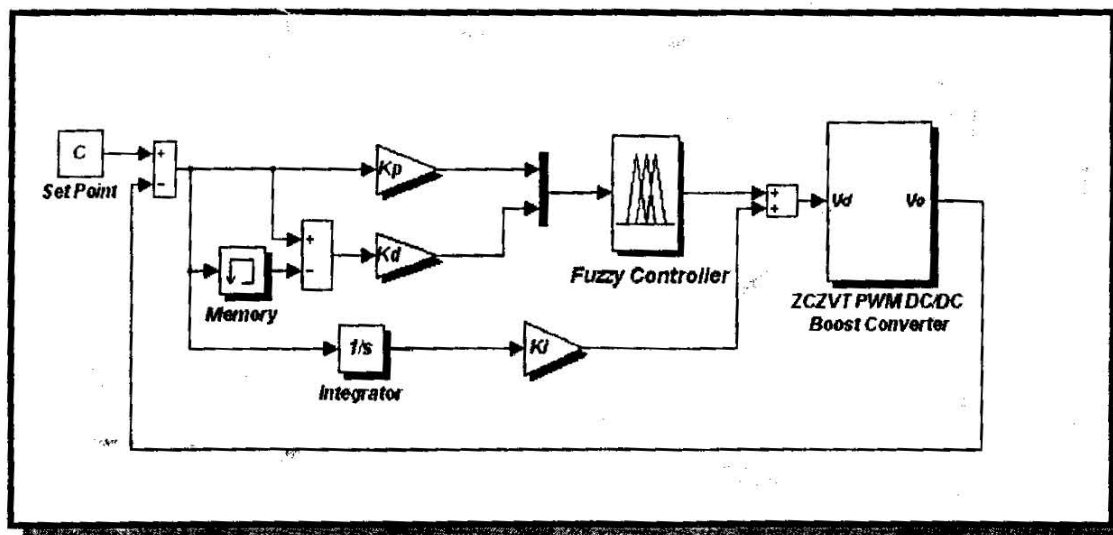 C
Set Point
+
−
Kp
+
−
Kd
Memory
1/s
Integrator
Ki
Fuzzy Controller
+
+
Vd
Vo
ZCZVT PWM DC/DC
Boost Converter